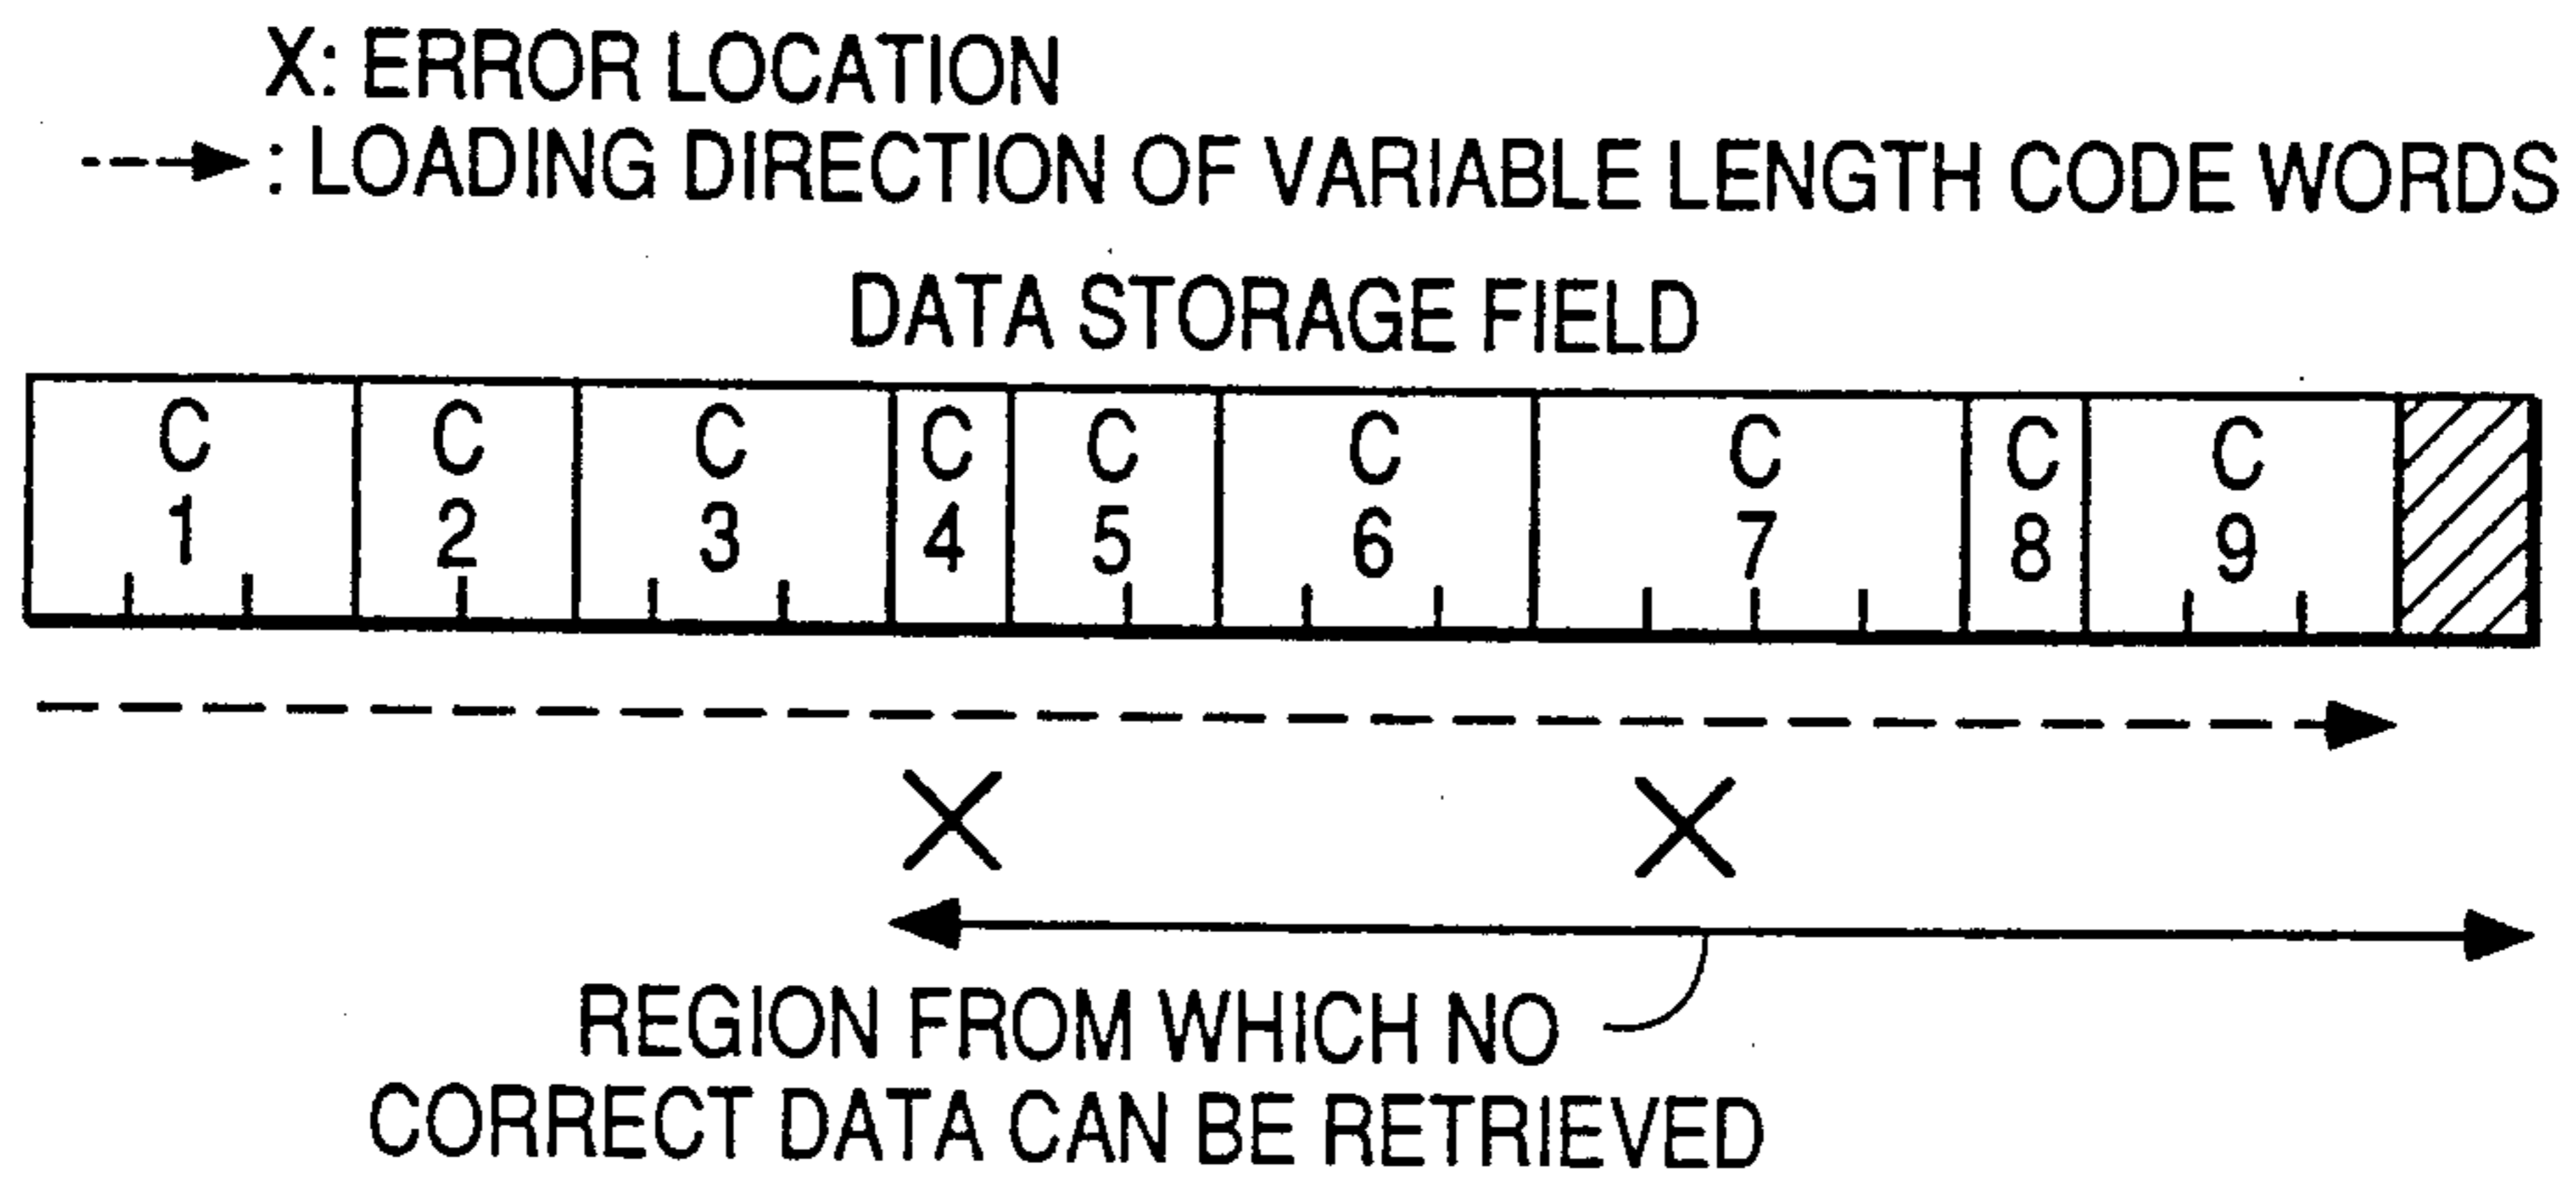 X: ERROR LOCATION
: LOADING DIRECTION OF VARIABLE LENGTH CODE WORDS
DATA STORAGE FIELD
C C C C C C C C C
1 2 3 4 5 6 7 8 9
REGION FROM WHICH NO
CORRECT DATA CAN BE RETRIEVED